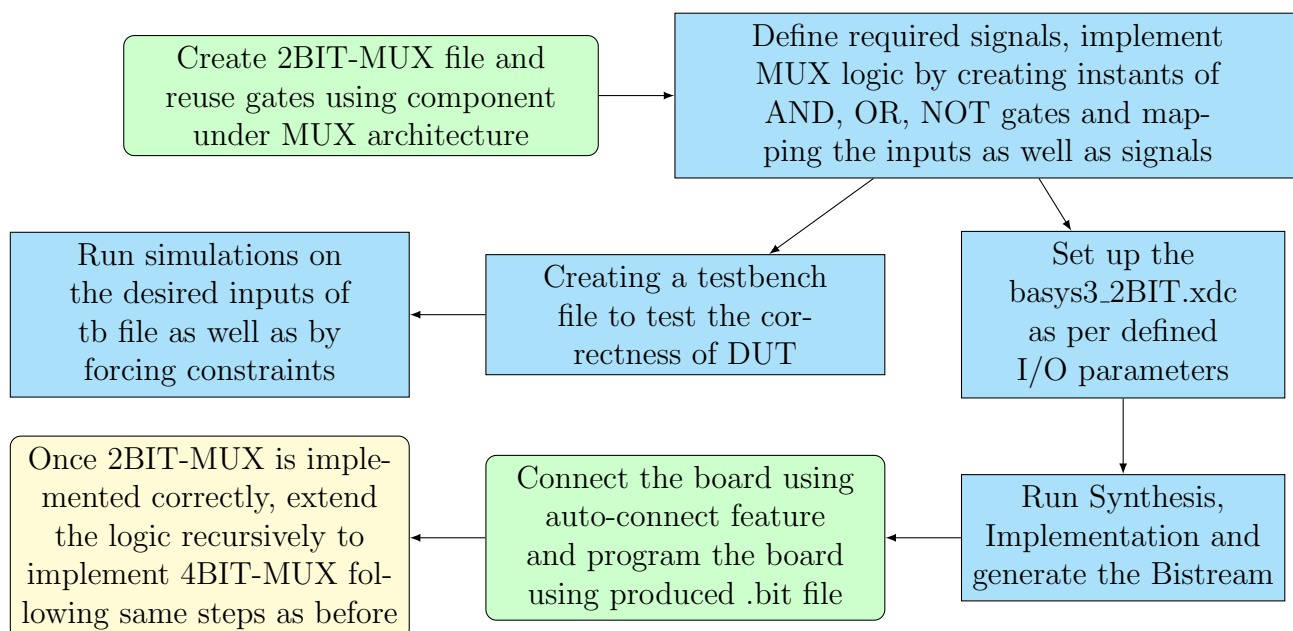 Create 2BIT-MUX file and
reuse gates using component
under MUX architecture
Define required signals, implement
MUX logic by creating instants of
AND, OR, NOT gates and map-
ping the inputs as well as signals
Run simulations on
the desired inputs of
tb file as well as by
forcing constraints
Creating a testbench
file to test the cor-
rectness of DUT
Set up the
basys3_2BIT.xdc
as per defined
I/O parameters
Once 2BIT-MUX is imple-
mented correctly, extend
the logic recursively to
implement 4BIT-MUX fol-
lowing same steps as before
Connect the board using
auto-connect feature
and program the board
using produced .bit file
Run Synthesis,
Implementation and
generate the Bistream